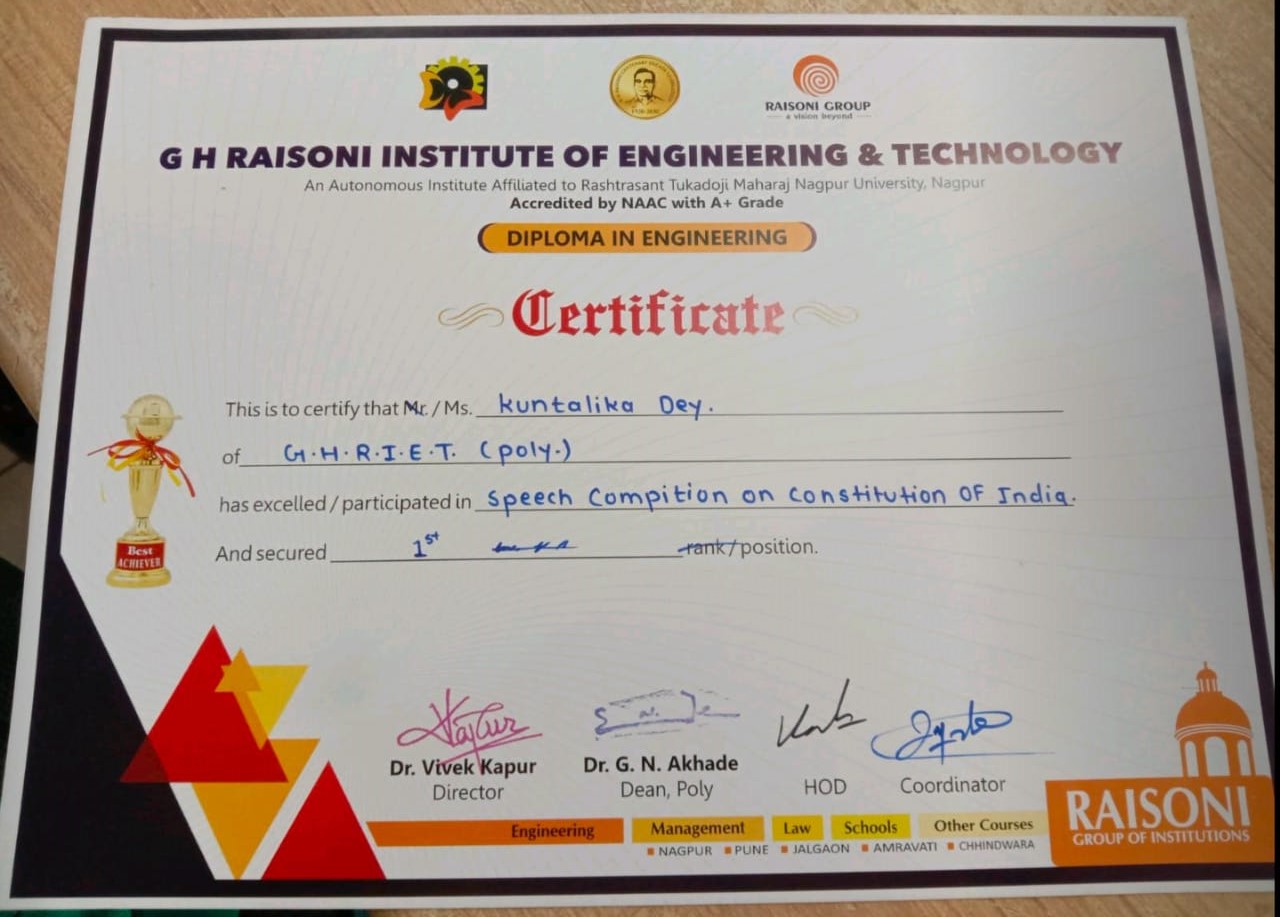 RAISONI GROUP
a vision beyond
G H RAISONI INSTITUTE OF ENGINEERING & TECHNOLOGY
An Autonomous Institute Affiliated to Rashtrasant Tukadoji Maharaj Nagpur University, Nagpur
Accredited by NAAC with A+ Grade
DIPLOMA IN ENGINEERING
Certificate
This is to certify that Mr. / Ms. Kuntalika Dey.
of G.H.R.I.E.T. (poly.)
has excelled / participated in Speech Compition on Constitution OF India.
And secured 1st rank/position.
Best
ACHIEVER
Dr. Vivek Kapur
Director
Dr. G. N. Akhade
Dean, Poly
HOD
Coordinator
Engineering Management Law Schools Other Courses
NAGPUR PUNE JALGAON AMRAVATI CHHINDWARA
RAISONI
GROUP OF INSTITUTIONS